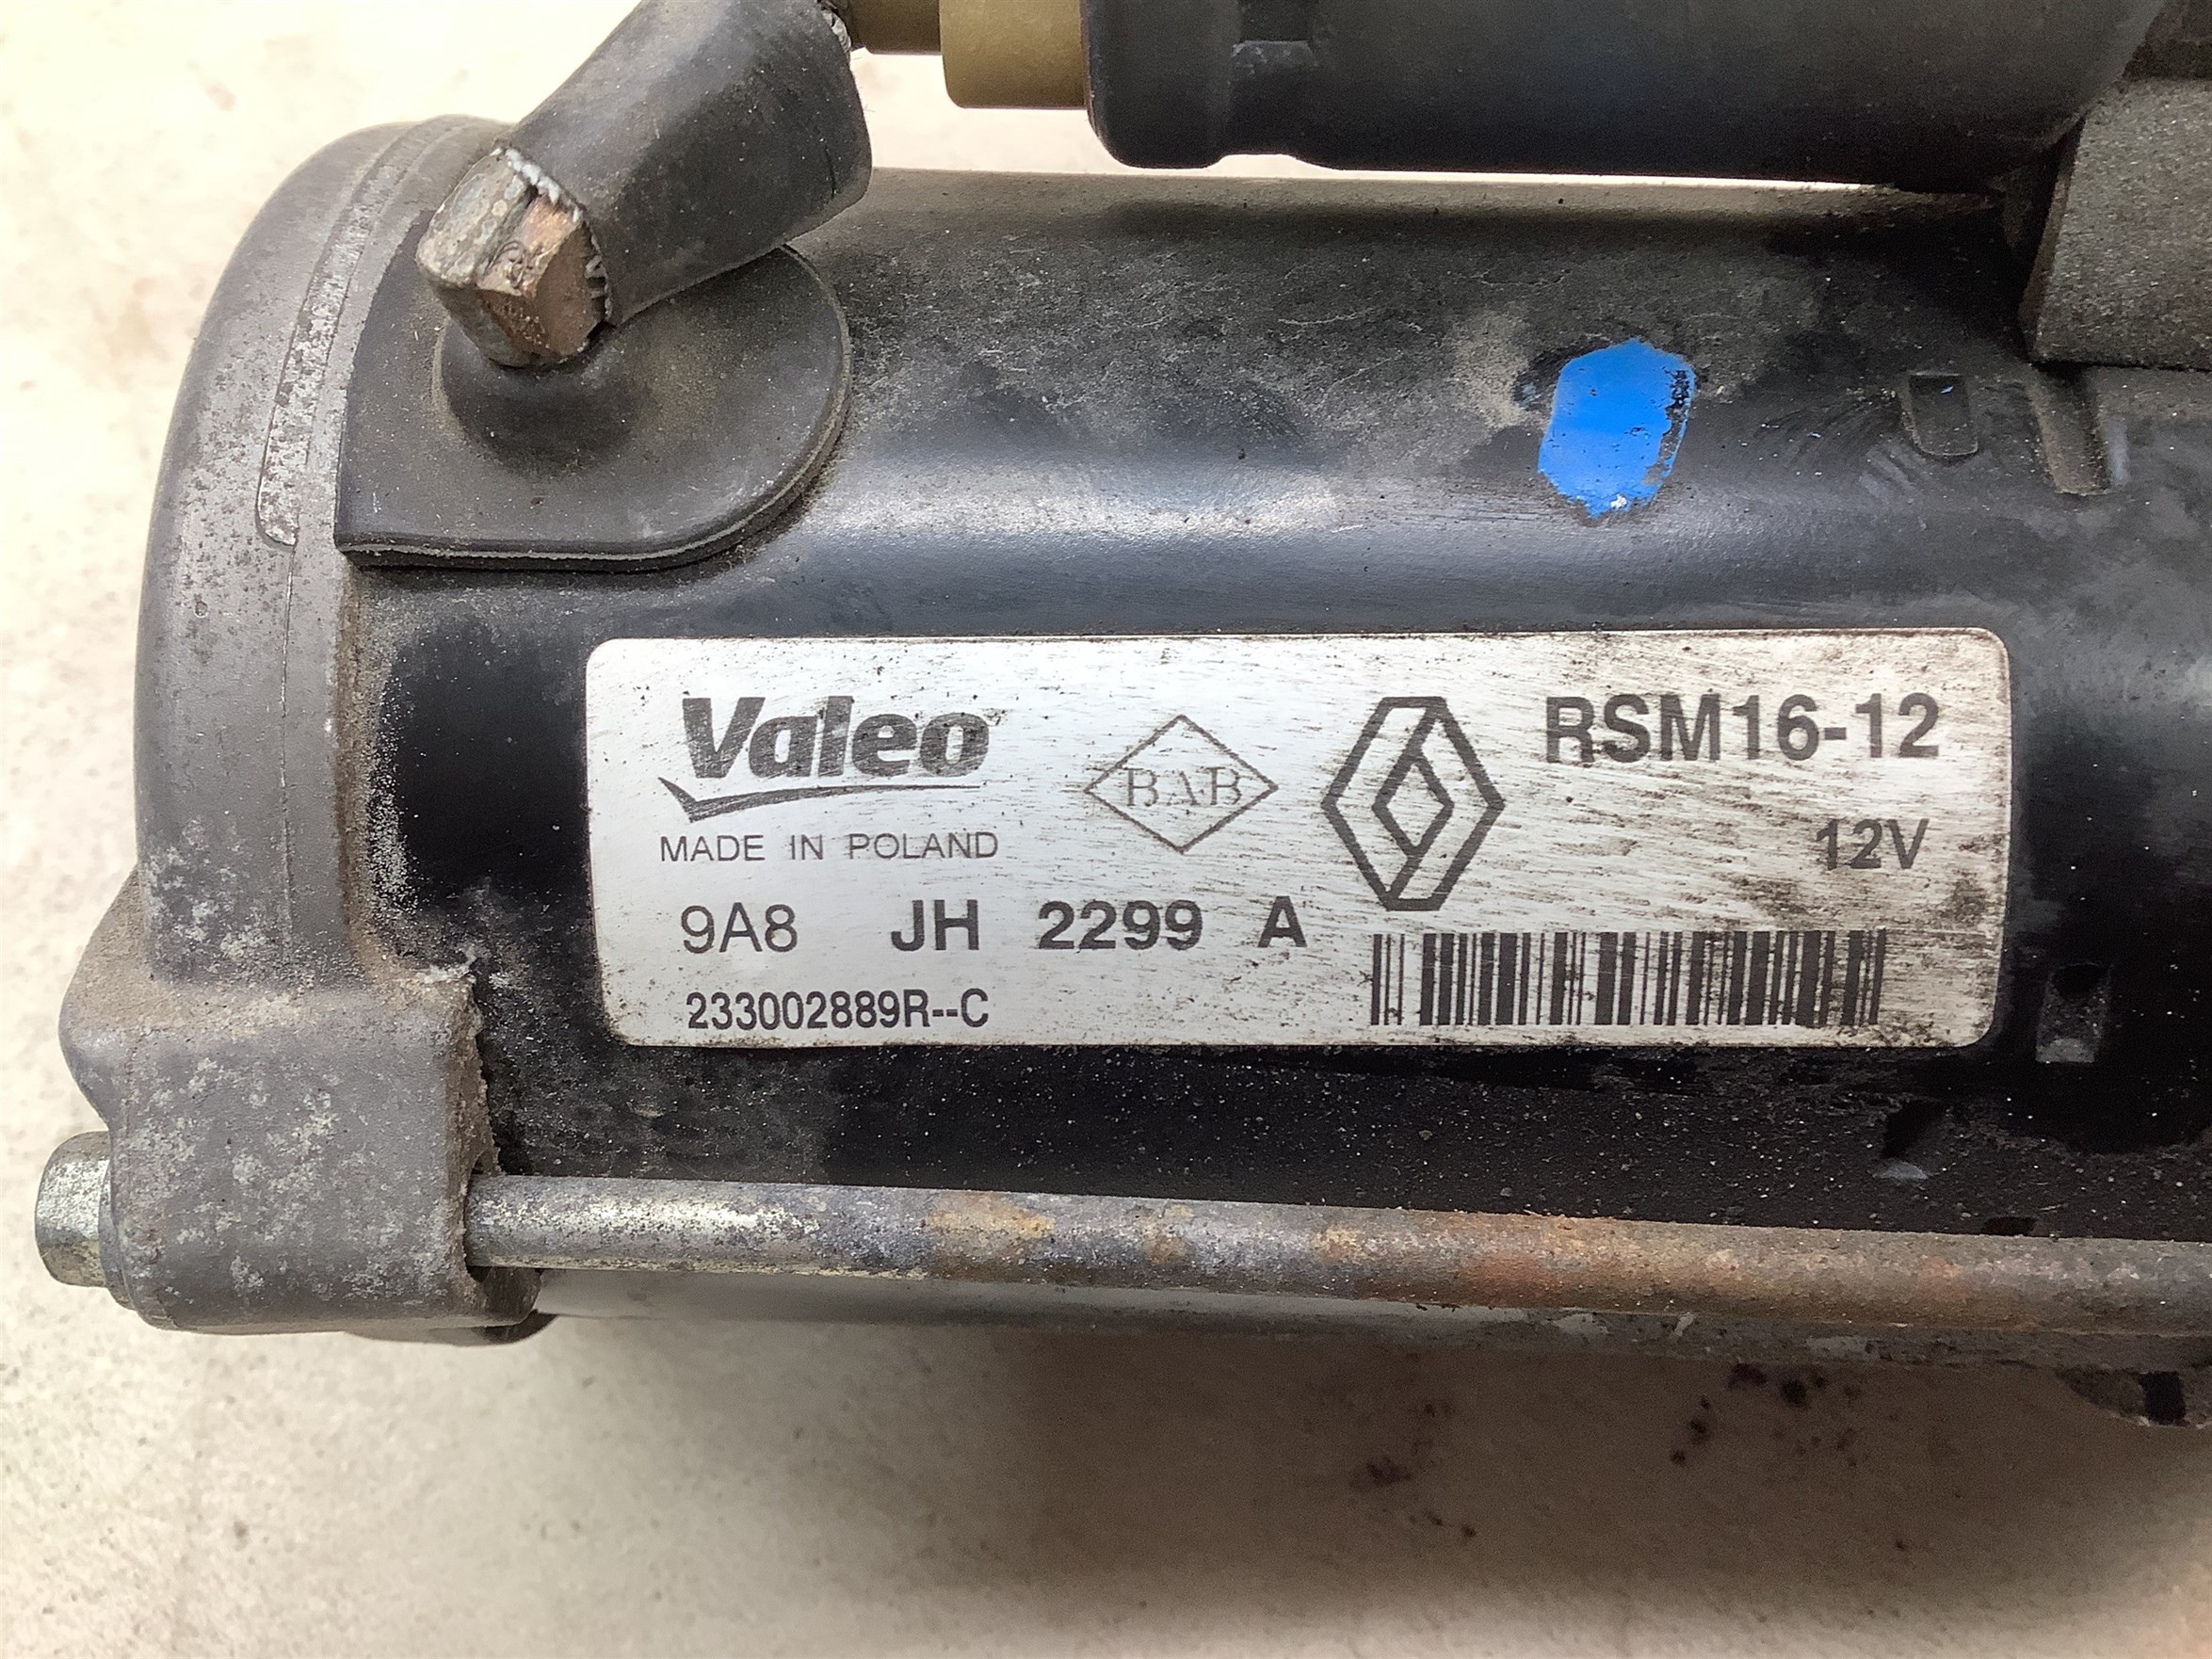 Valeo
MADE IN POLAND
BAB
RSM16-12
12V
9A8 JH 2299 A
233002889R--C